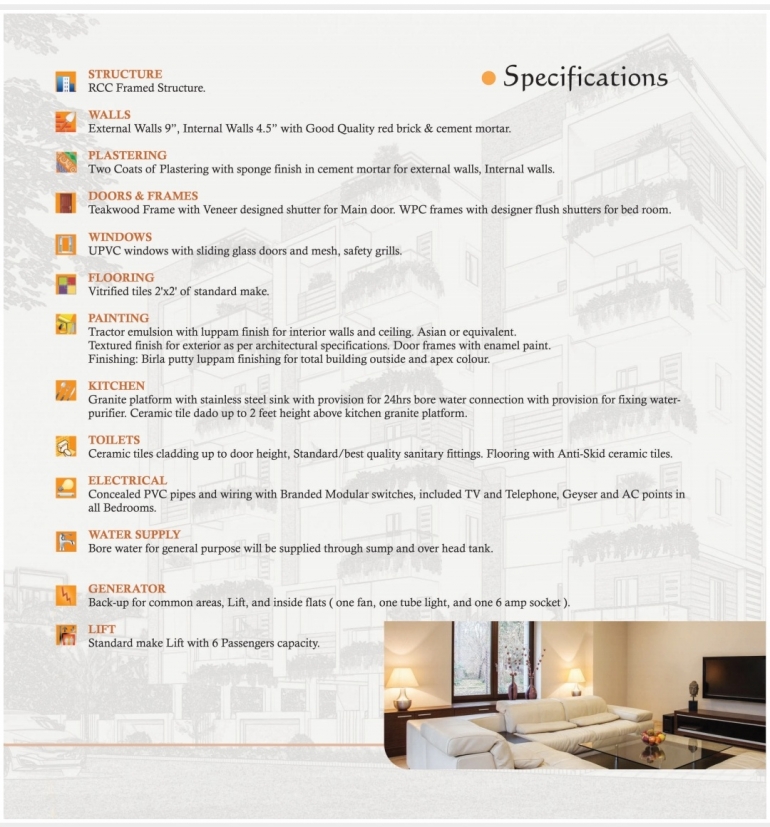 Specifications
STRUCTURE
RCC Framed Structure.
WALLS
External Walls 9”, Internal Walls 4.5” with Good Quality red brick & cement mortar.
PLASTERING
Two Coats of Plastering with sponge finish in cement mortar for external walls, Internal walls.
DOORS & FRAMES
Teakwood Frame with Veneer designed shutter for Main door. WPC frames with designer flush shutters for bed room.
WINDOWS
UPVC windows with sliding glass doors and mesh, safety grills.
FLOORING
Vitrified tiles 2'x2' of standard make.
PAINTING
Tractor emulsion with luppam finish for interior walls and ceiling. Asian or equivalent.
Textured finish for exterior as per architectural specifications. Door frames with enamel paint.
Finishing: Birla putty luppam finishing for total building outside and apex colour.
KITCHEN
Granite platform with stainless steel sink with provision for 24hrs bore water connection with provision for fixing water-
purifier. Ceramic tile dado up to 2 feet height above kitchen granite platform.
TOILETS
Ceramic tiles cladding up to door height, Standard/best quality sanitary fittings. Flooring with Anti-Skid ceramic tiles.
ELECTRICAL
Concealed PVC pipes and wiring with Branded Modular switches, included TV and Telephone, Geyser and AC points in
all Bedrooms.
WATER SUPPLY
Bore water for general purpose will be supplied through sump and over head tank.
GENERATOR
Back-up for common areas, Lift, and inside flats ( one fan, one tube light, and one 6 amp socket ).
LIFT
Standard make Lift with 6 Passengers capacity.